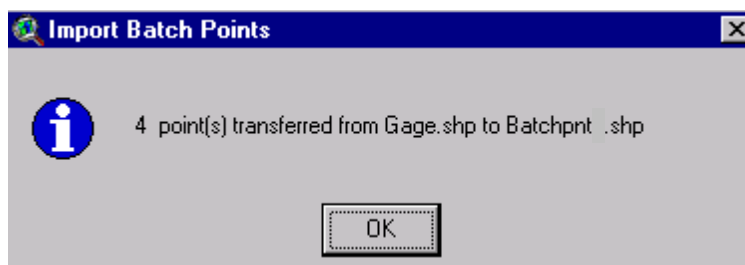 Import Batch Points
4 point(s) transferred from Gage.shp to Batchpnt .shp
OK